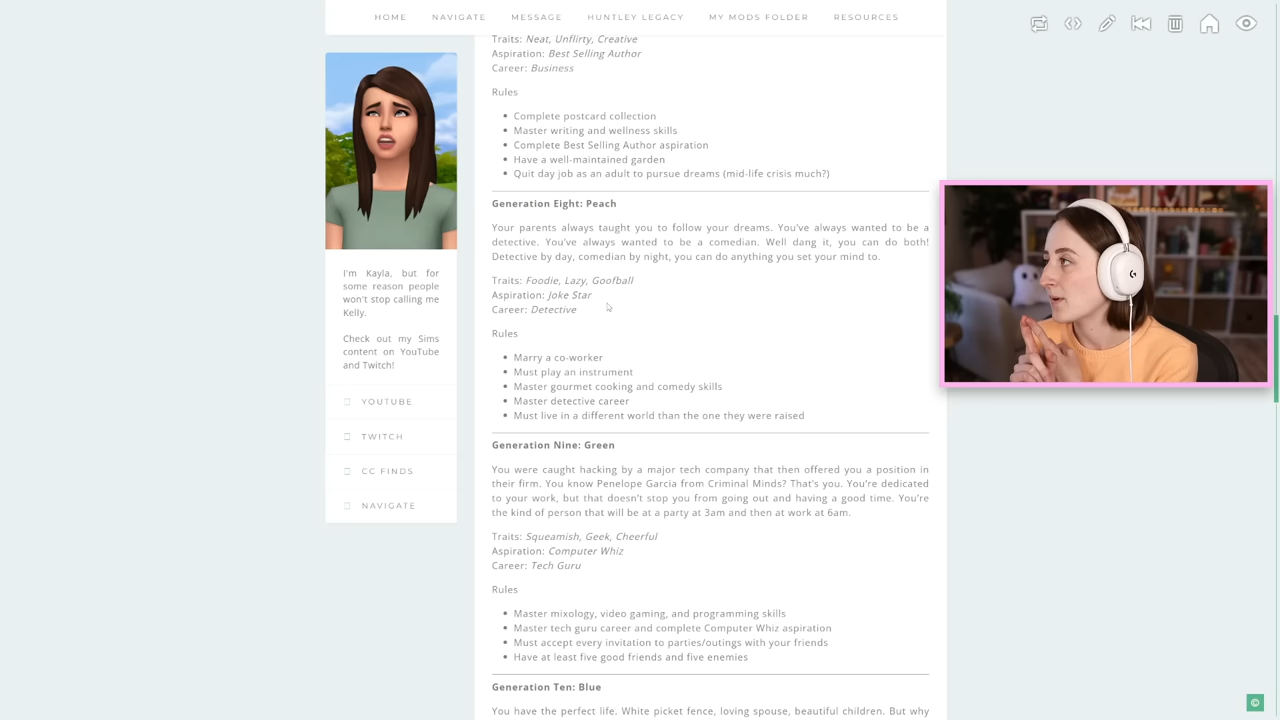 HOME NAVIGATE MESSAGE HUNTLEY LEGACY MY MODS FOLDER RESOURCES
I'm Kayla, but for
some reason people
won't stop calling me
Kelly.
Check out my Sims
content on YouTube
and Twitch!
YOUTUBE
TWITCH
CC FINDS
NAVIGATE
Traits: Neat, Unflirty, Creative
Aspiration: Best Selling Author
Career: Business
Rules
Complete postcard collection
Master writing and wellness skills
Complete Best Selling Author aspiration
Have a well-maintained garden
Quit day job as an adult to pursue dreams (mid-life crisis much?)
Generation Eight: Peach
Your parents always taught you to follow your dreams. You've always wanted to be a
detective. You've always wanted to be a comedian. Well dang it, you can do both!
Detective by day, comedian by night, you can do anything you set your mind to.
Traits: Foodie, Lazy, Goofball
Aspiration: Joke Star
Career: Detective
Rules
Marry a co-worker
Must play an instrument
Master gourmet cooking and comedy skills
Master detective career
Must live in a different world than the one they were raised
Generation Nine: Green
You were caught hacking by a major tech company that then offered you a position in
their firm. You know Penelope Garcia from Criminal Minds? That's you. You're dedicated
to your work, but that doesn't stop you from going out and having a good time. You're
the kind of person that will be at a party at 3am and then at work at 6am.
Traits: Squeamish, Geek, Cheerful
Aspiration: Computer Whiz
Career: Tech Guru
Rules
Master mixology, video gaming, and programming skills
Master tech guru career and complete Computer Whiz aspiration
Must accept every invitation to parties/outings with your friends
Have at least five good friends and five enemies
Generation Ten: Blue
You have the perfect life. White picket fence, loving spouse, beautiful children. But why
©